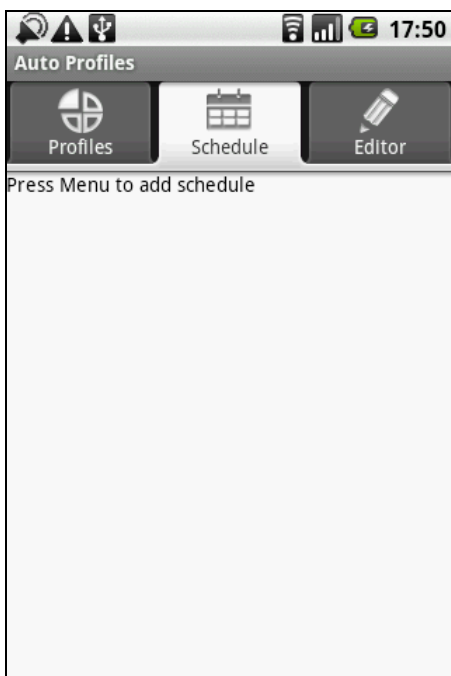 17:50
Auto Profiles
Profiles Schedule Editor
Press Menu to add schedule